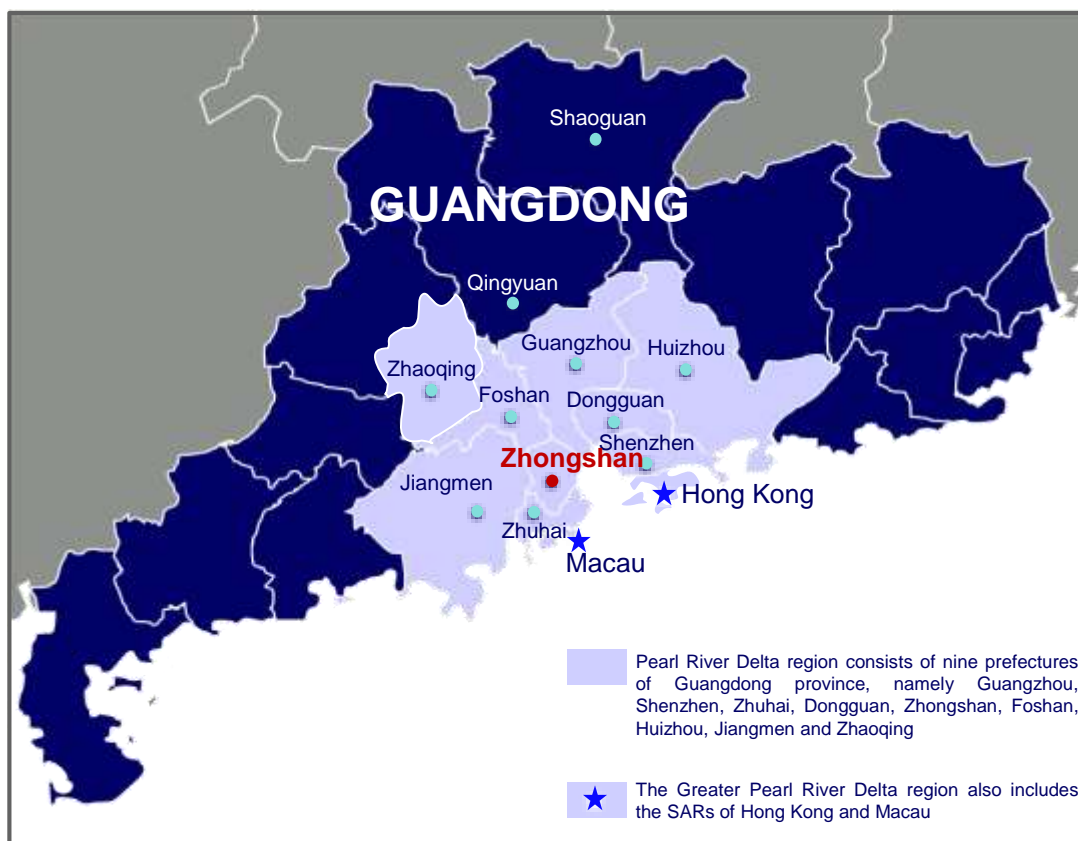 Shaoguan
GUANGDONG
Qingyuan
Guangzhou
Huizhou
Zhaoqing
Foshan
Dongguan
Shenzhen
Zhongshan
Jiangmen
Hong Kong
Zhuhai
Macau
Pearl River Delta region consists of nine prefectures
of Guangdong province, namely Guangzhou,
Shenzhen, Zhuhai, Dongguan, Zhongshan, Foshan,
Huizhou, Jiangmen and Zhaoqing
The Greater Pearl River Delta region also includes
the SARs of Hong Kong and Macau